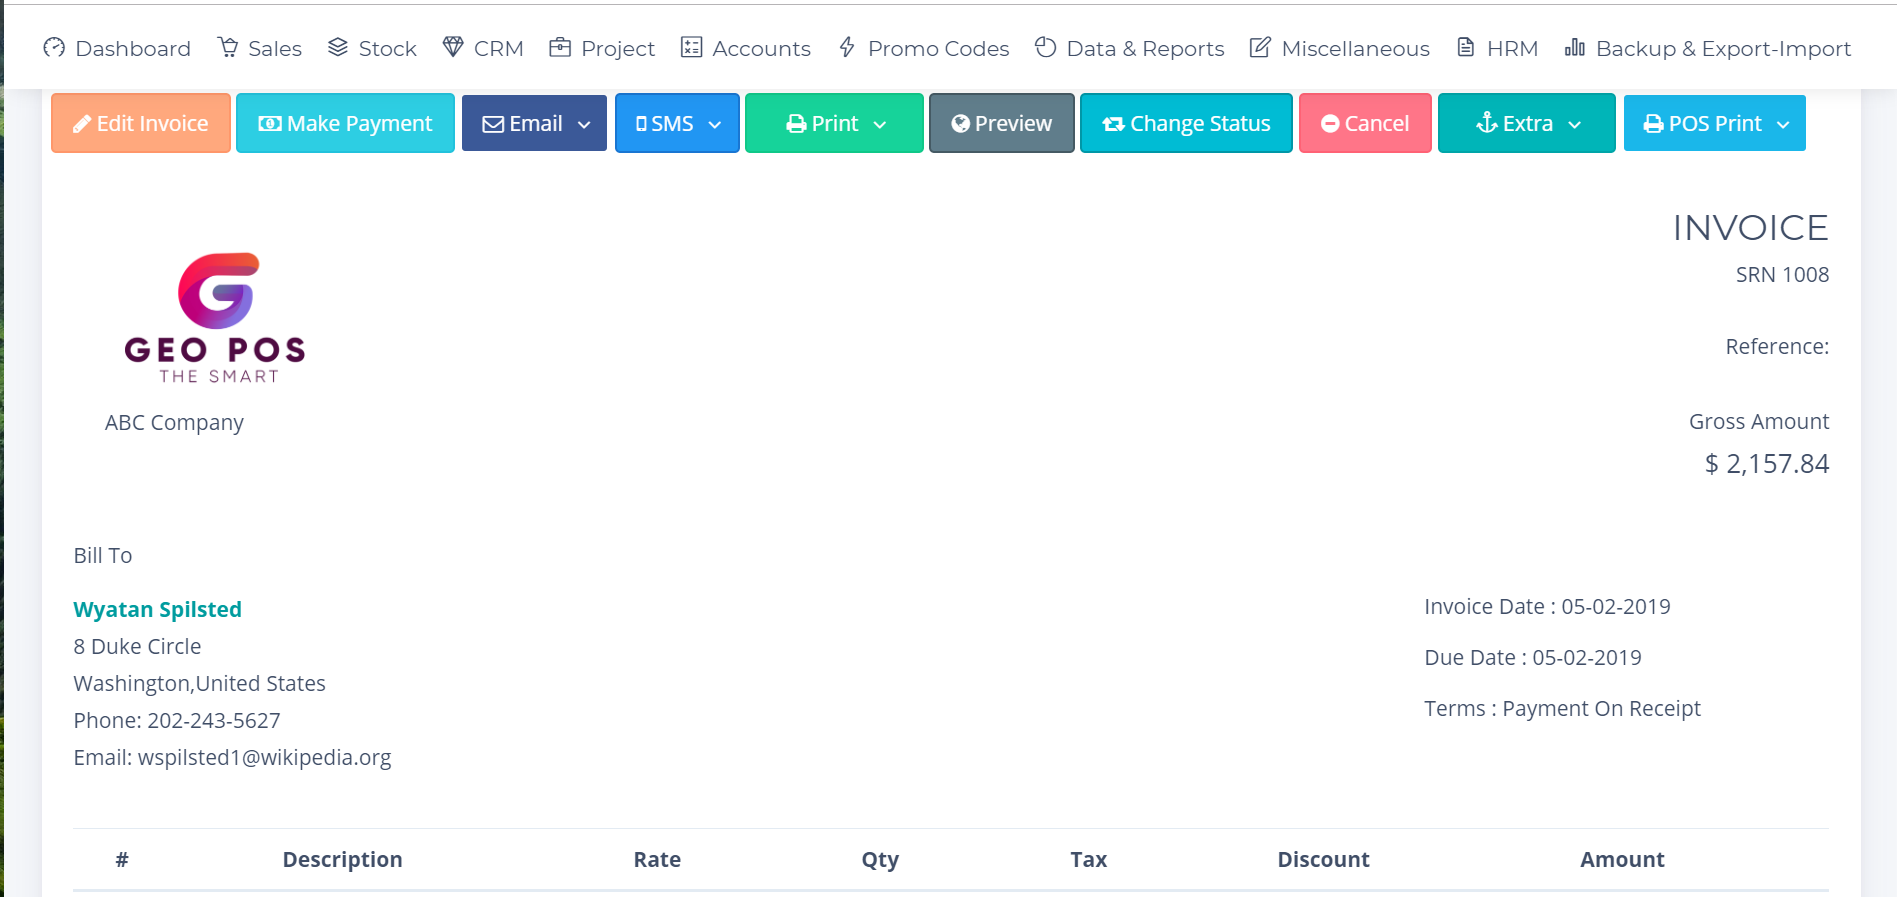 Dashboard Sales Stock CRM Project Accounts Promo Codes Data & Reports Miscellaneous HRM Backup & Export-Import
Edit Invoice Make Payment Email SMS Print Preview Change Status Cancel Extra POS Print
INVOICE
SRN 1008
GEO POS
THE SMART
Reference:
ABC Company
Gross Amount
$ 2,157.84
Bill To
Wyatan Spilsted
8 Duke Circle
Washington,United States
Phone: 202-243-5627
Email: wspilsted1@wikipedia.org
Invoice Date : 05-02-2019
Due Date : 05-02-2019
Terms : Payment On Receipt
# Description Rate Qty Tax Discount Amount